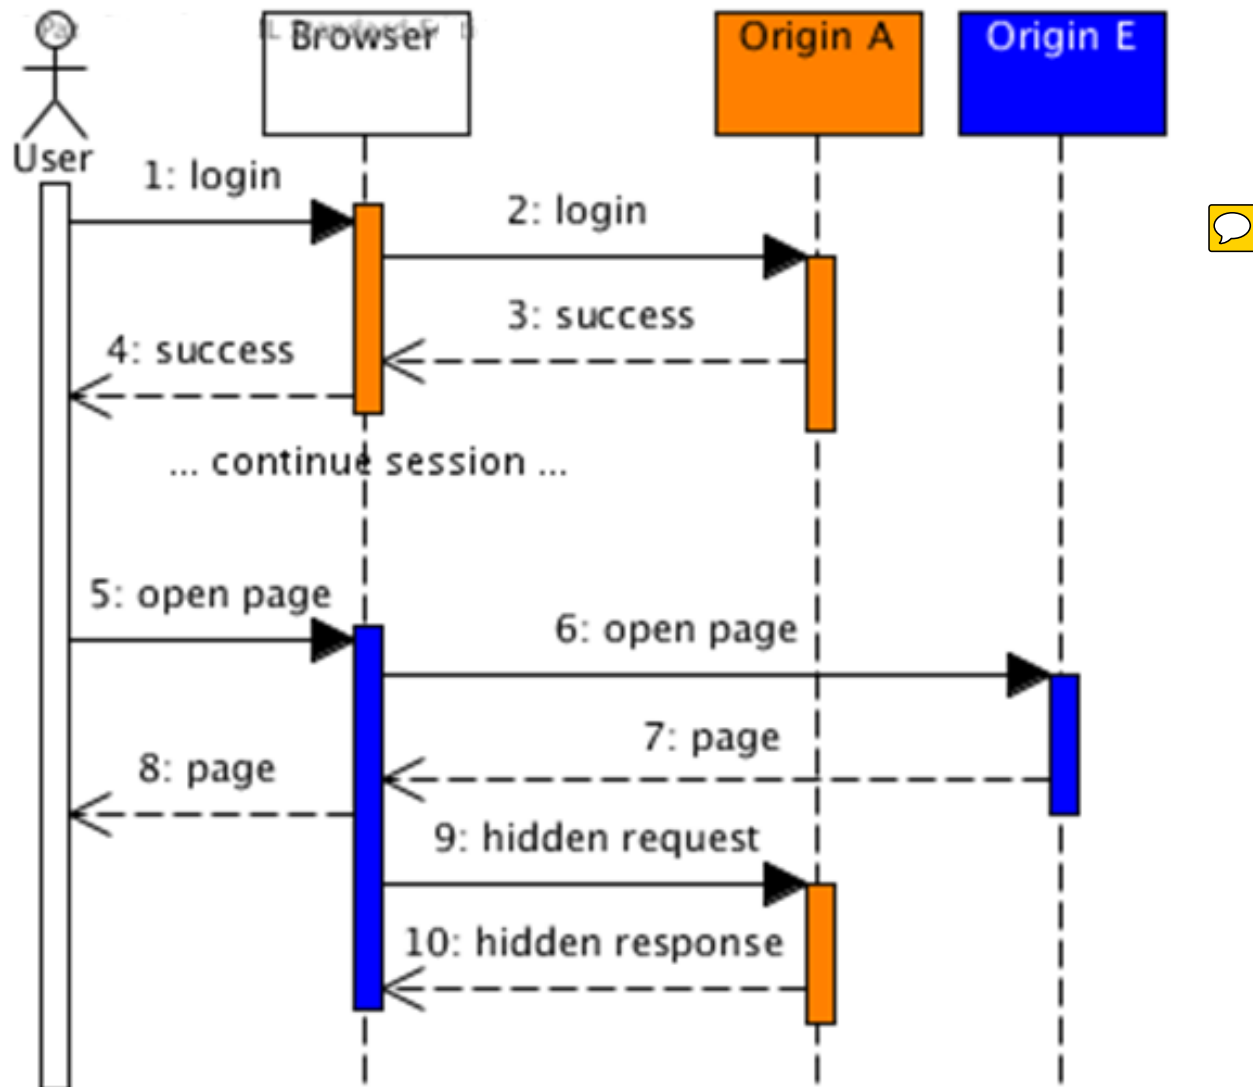 Browser
Origin A
Origin E
User
1: login
2: login
3: success
4: success
... continue session ...
5: open page
6: open page
7: page
8: page
9: hidden request
10: hidden response